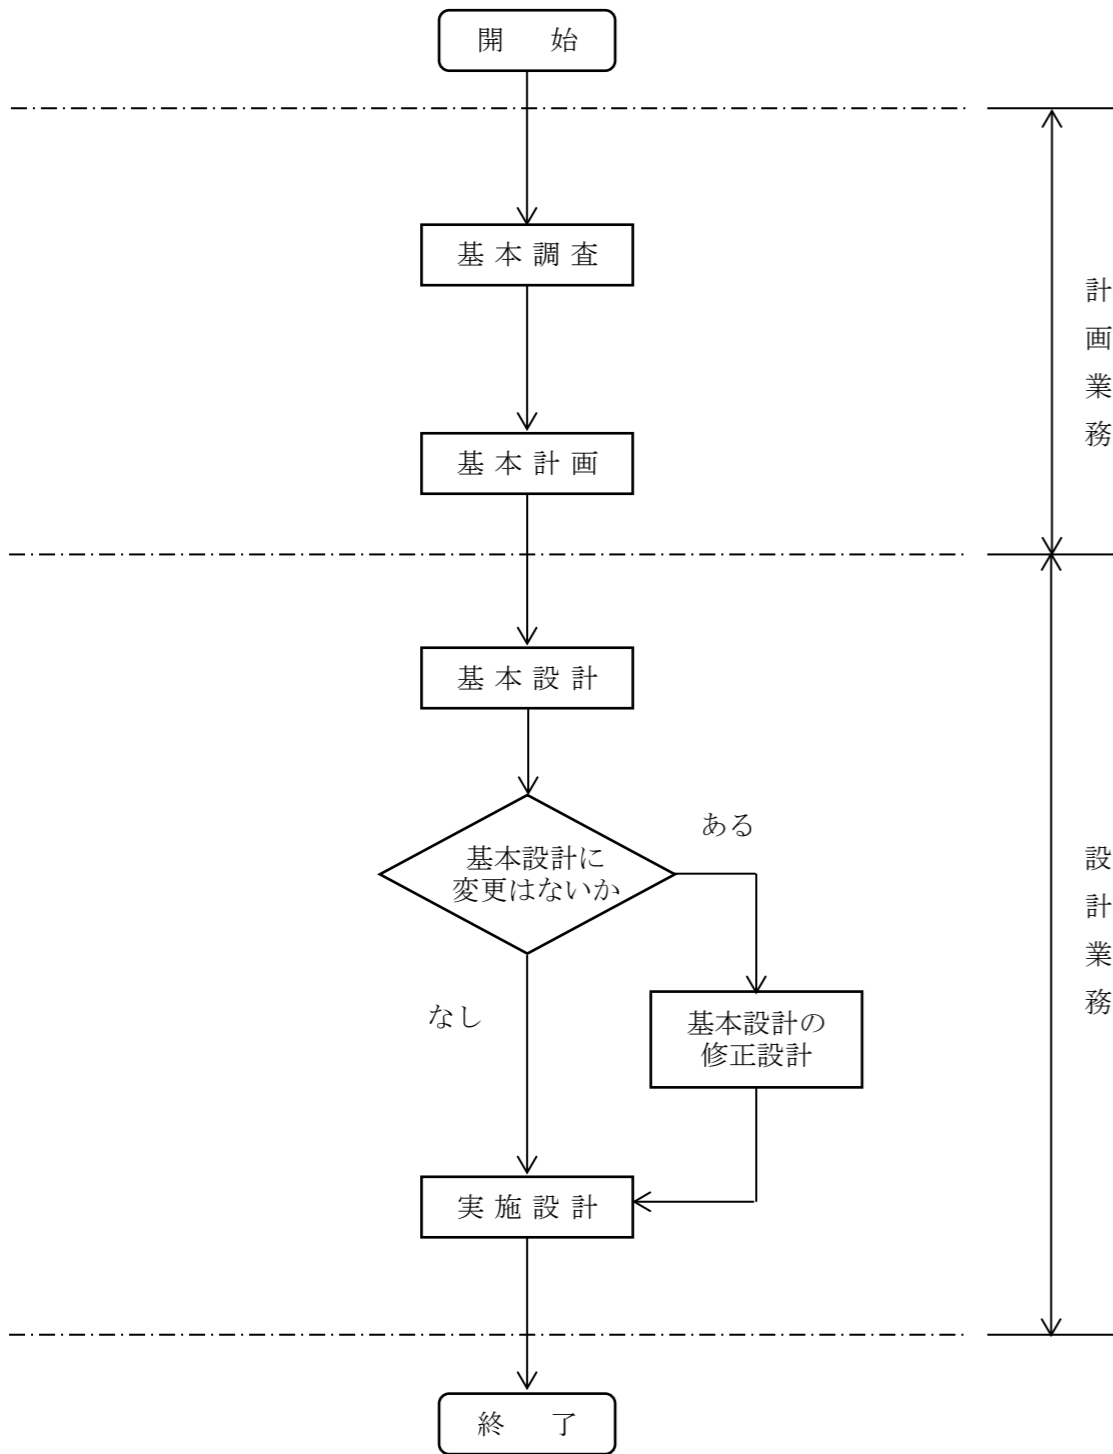 開　始
基本調査
計画業務
基本計画
基本設計
ある
基本設計に
変更はないか
設計業務
なし
基本設計の
修正設計
実施設計
終　了